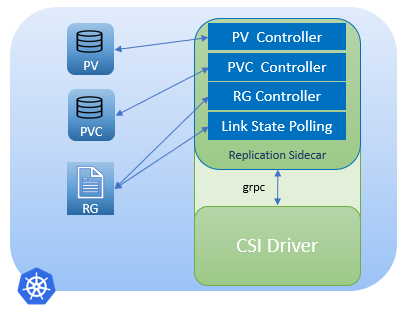 PV
PVC
RG
PV Controller
PVC Controller
RG Controller
Link State Polling
Replication Sidecar
grpc
CSI Driver